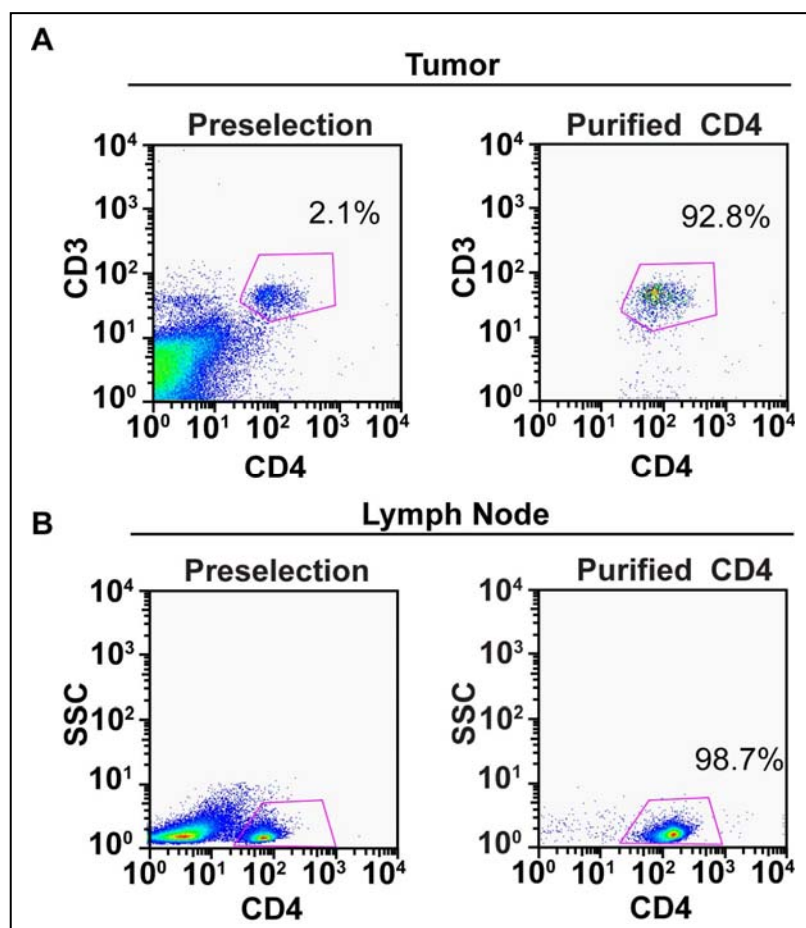 A
Tumor
Preselection
Purified CD4
10⁴
10³
10²
10¹
10⁰
CD3
2.1%
10⁰ 10¹ 10² 10³ 10⁴
CD4
10⁴
10³
10²
10¹
10⁰
CD3
92.8%
10⁰ 10¹ 10² 10³ 10⁴
CD4
B
Lymph Node
Preselection
Purified CD4
10⁴
10³
10²
10¹
10⁰
SSC
10⁰ 10¹ 10² 10³ 10⁴
CD4
10⁴
10³
10²
10¹
10⁰
SSC
98.7%
10⁰ 10¹ 10² 10³ 10⁴
CD4